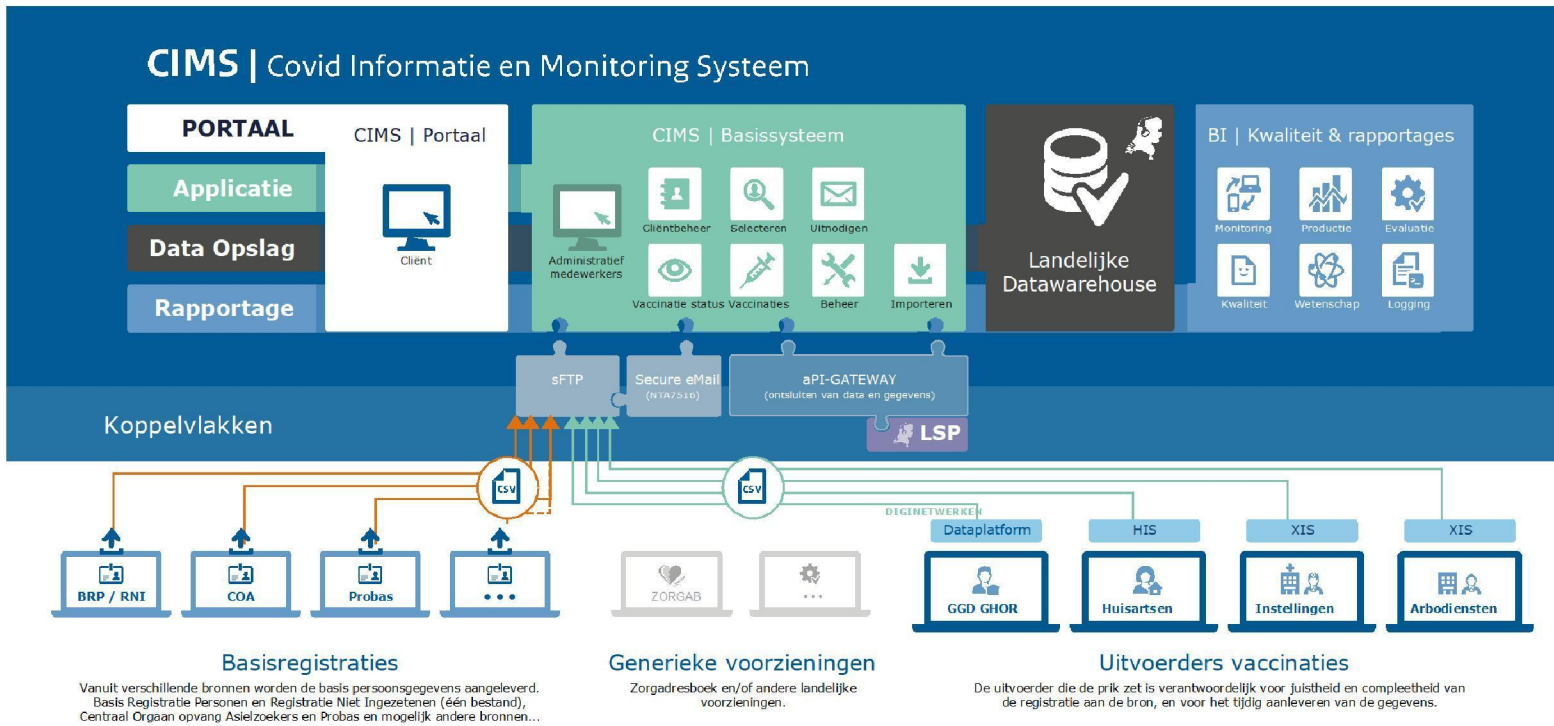 CIMS | Covid Informatie en Monitoring Systeem
PORTAAL
Applicatie
Data Opslag
Rapportage
CIMS | Portaal
Cliënt
CIMS | Basissysteem
Administratief
medewerkers
Cliëntbeheer
Selecteren
Uitnodigen
Vaccinatie status
Vaccinaties
Beheer
Importeren
Landelijke
Datawarehouse
BI | Kwaliteit & rapportages
Monitoring
Productie
Evaluatie
Kwaliteit
Wetenschap
Logging
Koppelvlakken
sFTP
Secure eMail
(NTA7516)
aPI-GATEWAY
(ontsluiten van data en gegevens)
LSP
CSV
CSV
DIGINETWERKEN
Dataplatform
HIS
XIS
XIS
BRP / RNI
COA
Probas
...
ZORGAB
...
GGD GHOR
Huisartsen
Instellingen
Arbodiensten
Basisregistraties
Vanuit verschillende bronnen worden de basis persoonsgegevens aangeleverd.
Basis Registratie Personen en Registratie Niet Ingezetenen (één bestand),
Centraal Orgaan opvang Asielzoekers en Probas en mogelijk andere bronnen...
Generieke voorzieningen
Zorgadresboek en/of andere landelijke
voorzieningen.
Uitvoerders vaccinaties
De uitvoerder die de prik zet is verantwoordelijk voor juistheid en compleetheid van
de registratie aan de bron, en voor het tijdig aanleveren van de gegevens.